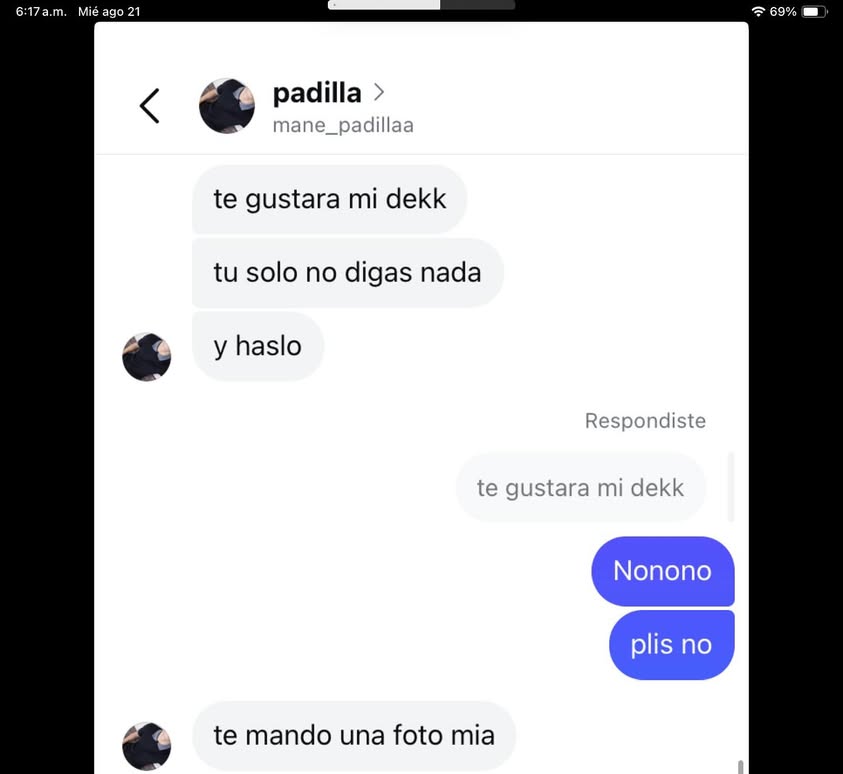 6:17 a.m. Mié ago 21 69%
padilla
mane_padillaa
te gustara mi dekk
tu solo no digas nada
y haslo
Respondiste
te gustara mi dekk
Nonono
plis no
te mando una foto mia